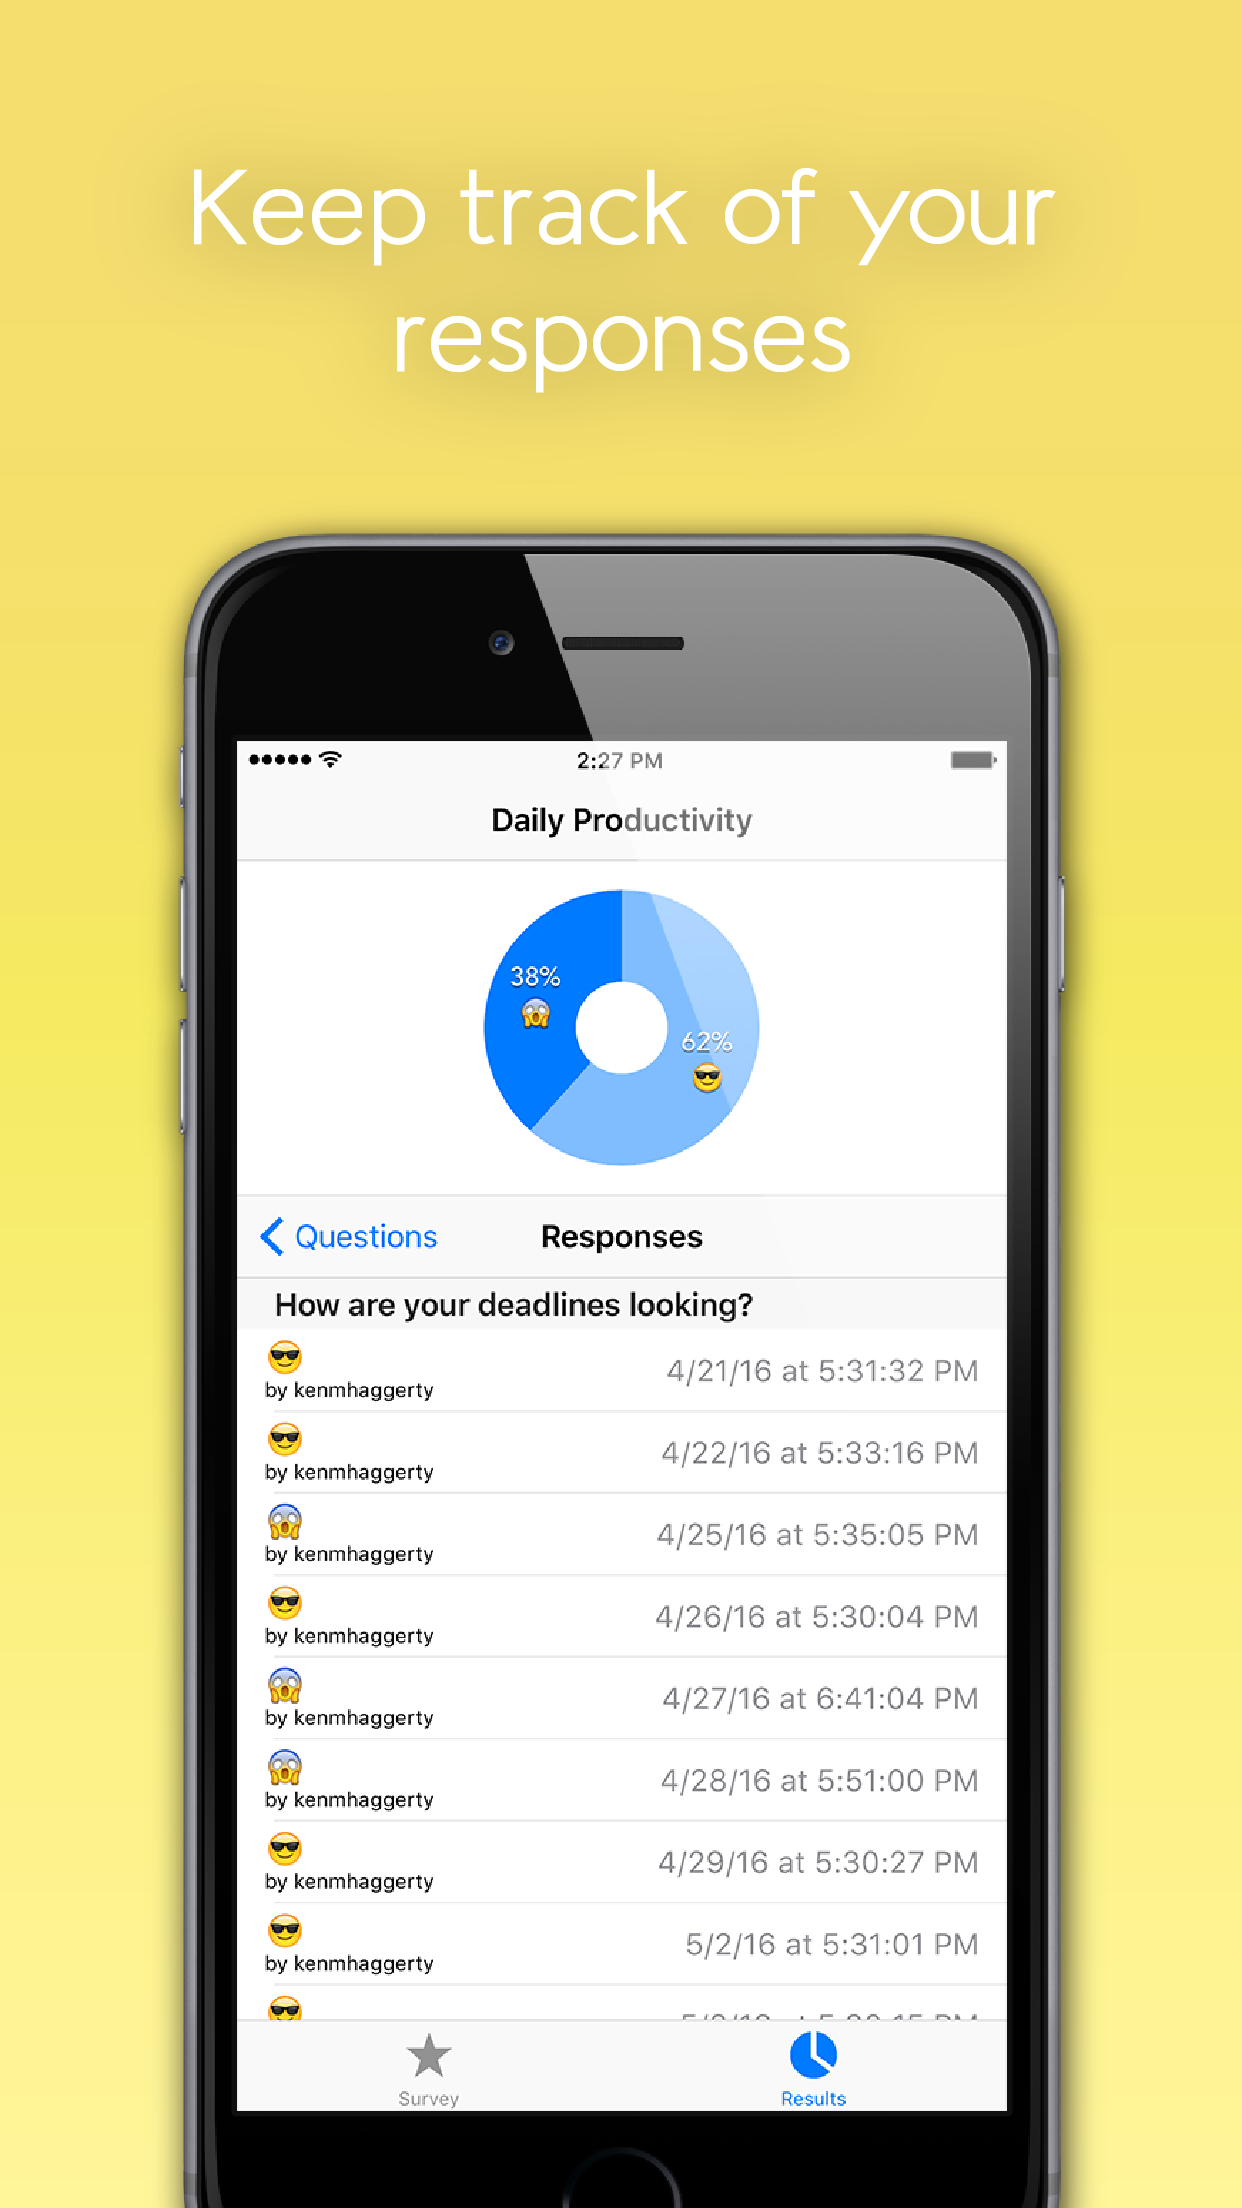 Keep track of your
responses
2:27 PM
Daily Productivity
38%
😱
62%
😎
Questions Responses
How are your deadlines looking?
😎
by kenmhaggerty 4/21/16 at 5:31:32 PM
😎
by kenmhaggerty 4/22/16 at 5:33:16 PM
😱
by kenmhaggerty 4/25/16 at 5:35:05 PM
😎
by kenmhaggerty 4/26/16 at 5:30:04 PM
😱
by kenmhaggerty 4/27/16 at 6:41:04 PM
😱
by kenmhaggerty 4/28/16 at 5:51:00 PM
😎
by kenmhaggerty 4/29/16 at 5:30:27 PM
😎
by kenmhaggerty 5/2/16 at 5:31:01 PM
😎
Survey Results